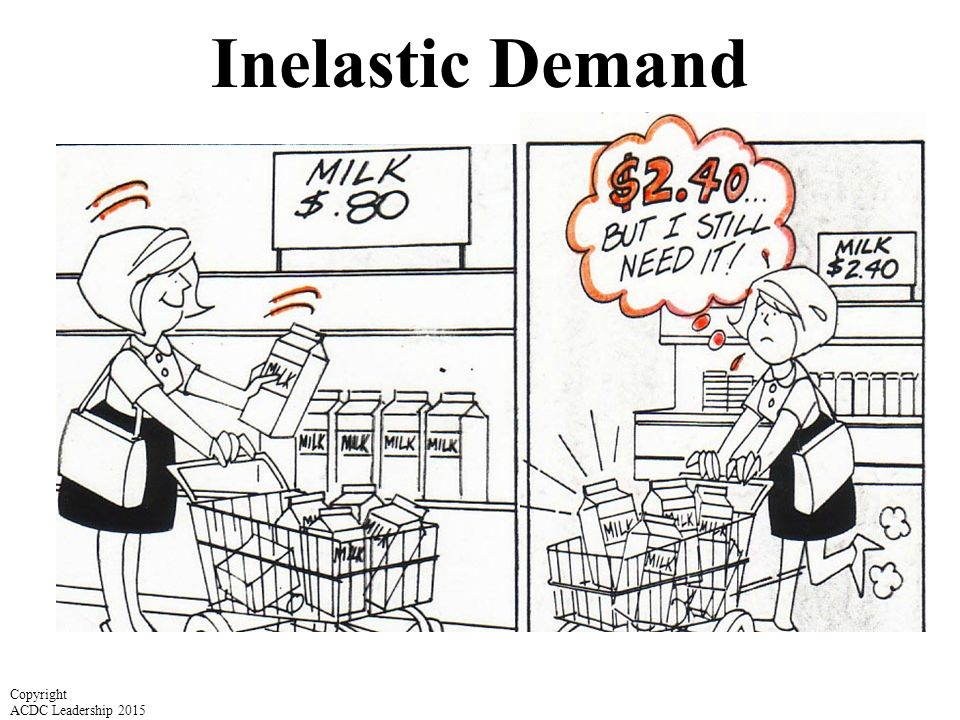 Inelastic Demand
MILK
$.80
MILK
MILK
MILK
MILK
MILK
MILK
$2.40...
BUT I STILL
NEED IT!
MILK
$2.40
MILK
MILK
MILK
MILK
Copyright
ACDC Leadership 2015